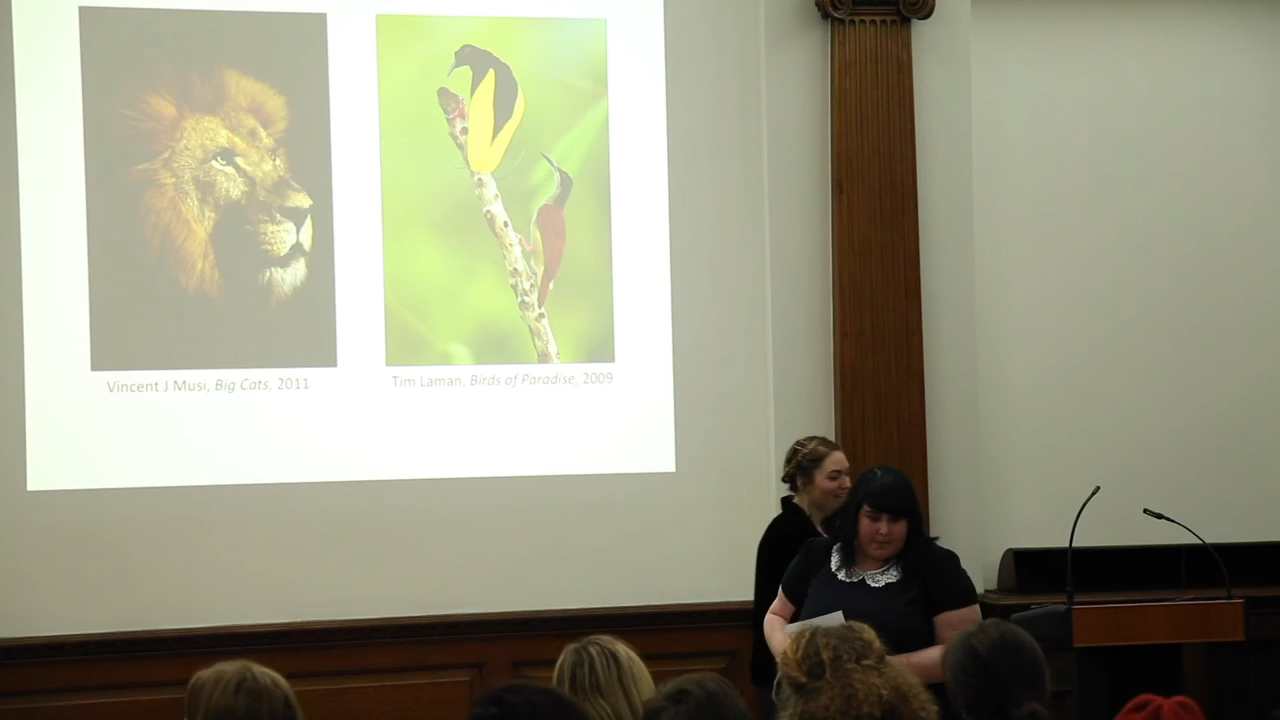 Vincent J Musi, Big Cats, 2011
Tim Laman, Birds of Paradise, 2009